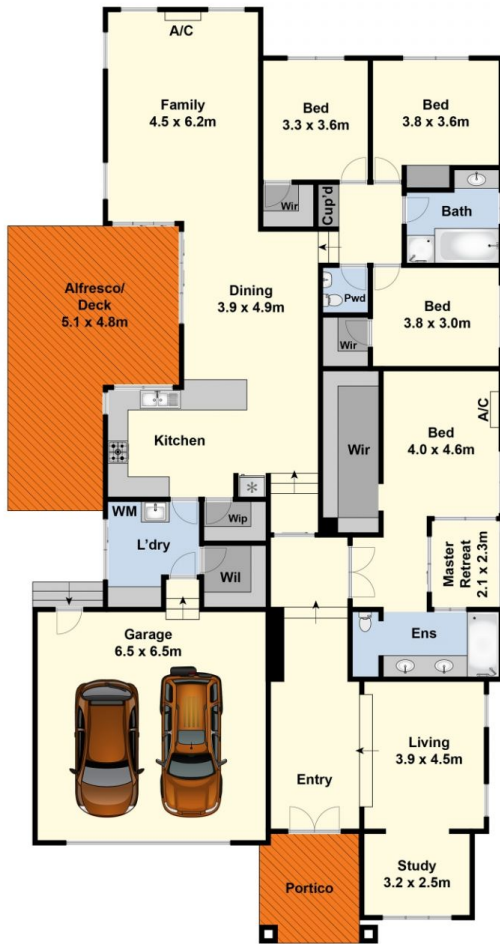 A/C
Family
4.5 x 6.2m
Bed
3.3 x 3.6m
Bed
3.8 x 3.6m
Wir
Cup'd
Bath
Alfresco/
Deck
5.1 x 4.8m
Dining
3.9 x 4.9m
Pwd
Bed
3.8 x 3.0m
Wir
Kitchen
Wir
Bed
4.0 x 4.6m
A/C
WM
L'dry
Wip
Wil
Master
Retreat
2.1 x 2.3m
Garage
6.5 x 6.5m
Ens
Living
3.9 x 4.5m
Entry
Study
3.2 x 2.5m
Portico